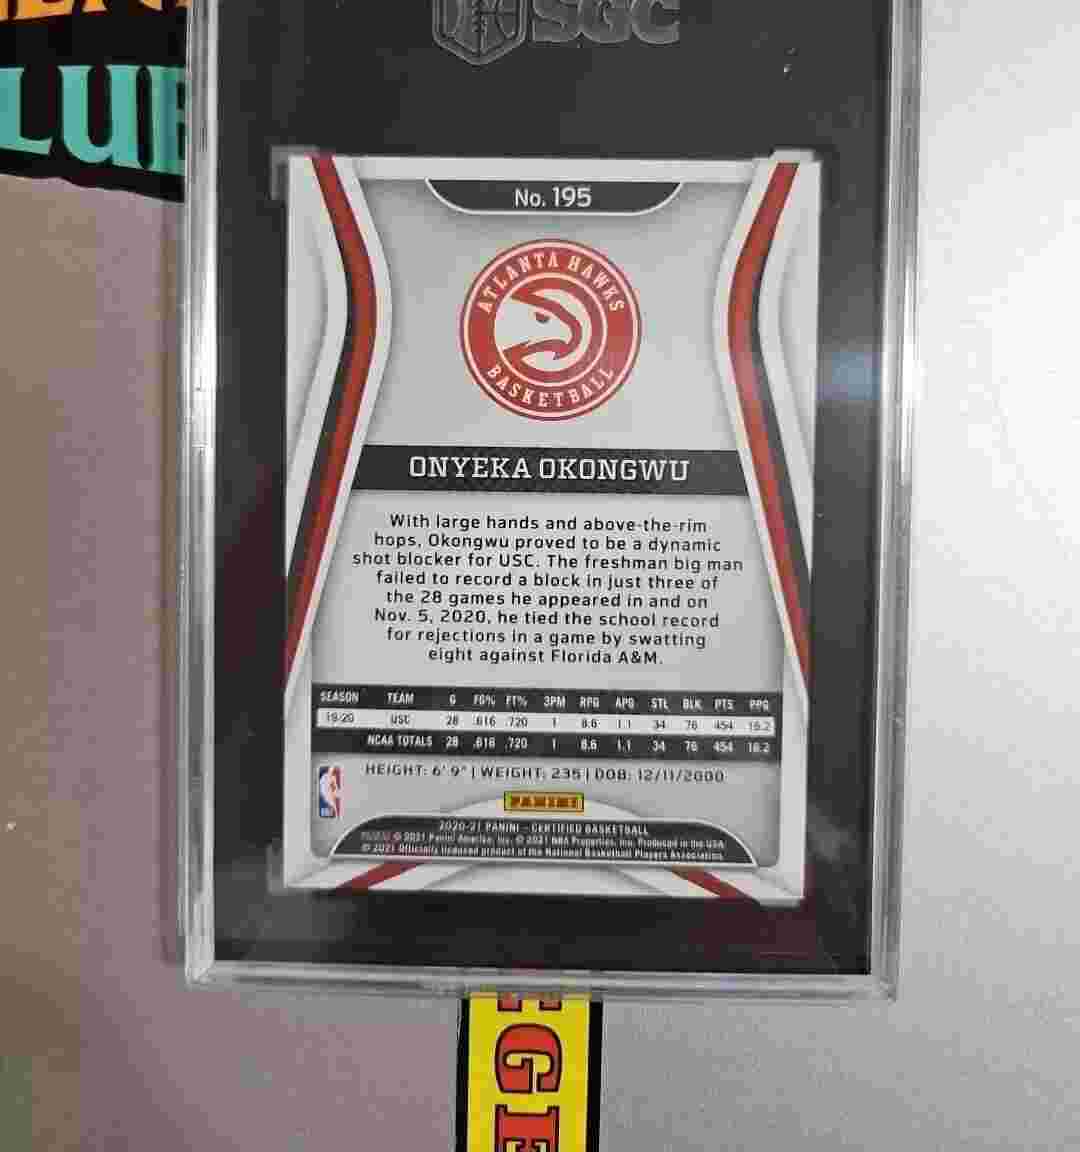 LUE
SGC
No. 195
ATLANTA HAWKS
BASKETBALL
ONYEKA OKONGWU
With large hands and above-the-rim
hops, Okongwu proved to be a dynamic
shot blocker for USC. The freshman big man
failed to record a block in just three of
the 28 games he appeared in and on
Nov. 5, 2020, he tied the school record
for rejections in a game by swatting
eight against Florida A&M.
SEASON TEAM G FG% FT% 3PM RPG APG STL BLK PTS PPG
19-20 USC 28 .616 .720 1 8.6 1.1 34 76 454 16.2
NCAA TOTALS 28 .616 .720 1 8.6 1.1 34 76 454 16.2
HEIGHT: 6' 9" | WEIGHT: 235 | DOB: 12/11/2000
PANINI
2020-21 PANINI - CERTIFIED BASKETBALL
© 2021 Panini America, Inc. © 2021 NBA Properties, Inc. Produced in the USA
© 2021 Officially licensed product of the National Basketball Players Association
EGE